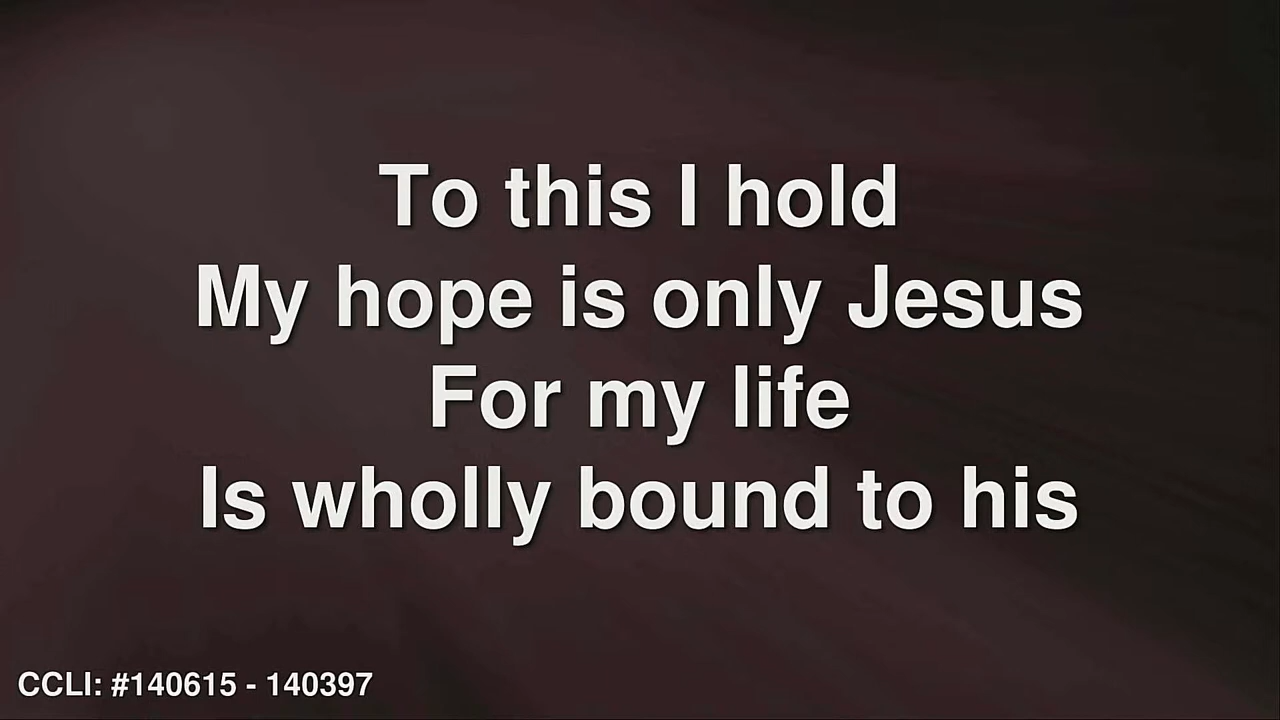 To this I hold
My hope is only Jesus
For my life
Is wholly bound to his
CCLI: #140615 - 140397